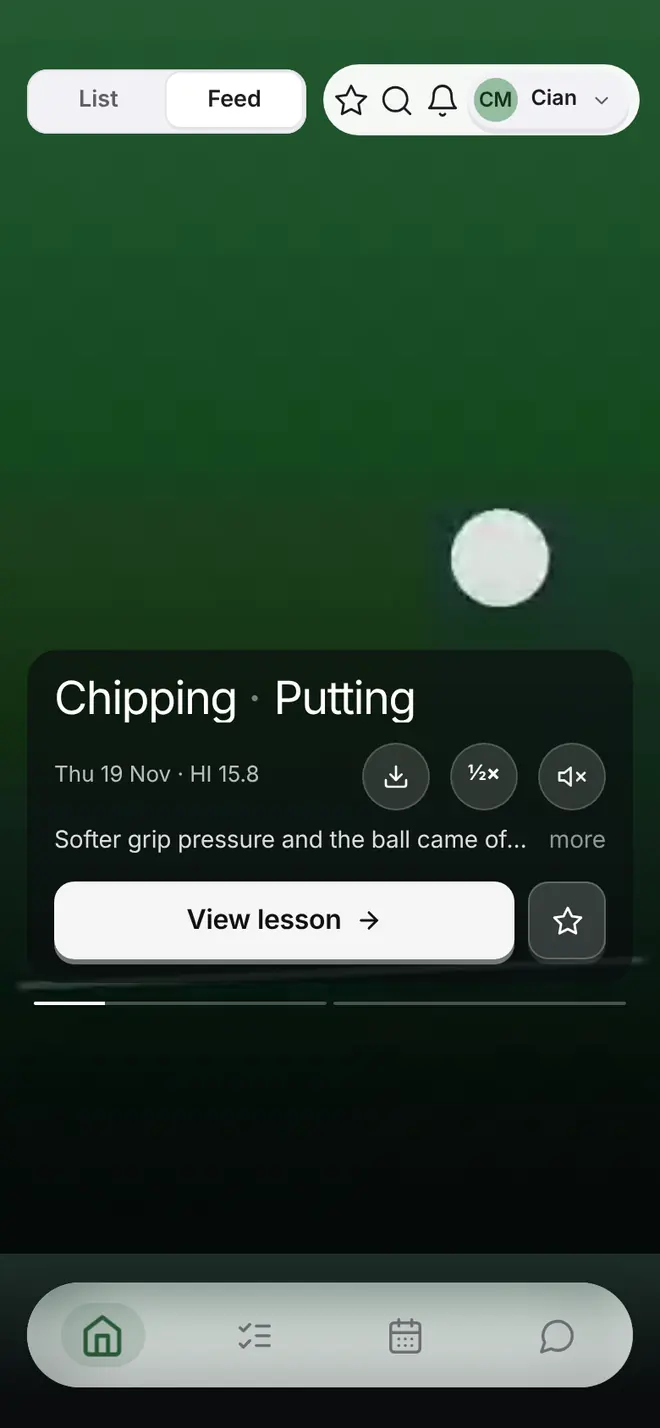 List
Feed
CM
Cian
Chipping · Putting
Thu 19 Nov · HI 15.8
½×
Softer grip pressure and the ball came of... more
View lesson →